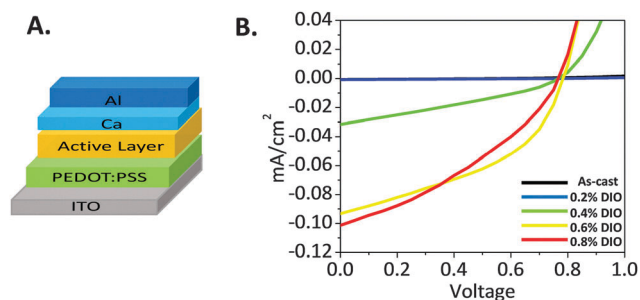 A.
Al
Ca
Active Layer
PEDOT:PSS
ITO
B.
mA/cm²
0.04
0.02
0.00
-0.02
-0.04
-0.06
-0.08
-0.10
-0.12
0.0 0.2 0.4 0.6 0.8 1.0
Voltage
As-cast
0.2% DIO
0.4% DIO
0.6% DIO
0.8% DIO